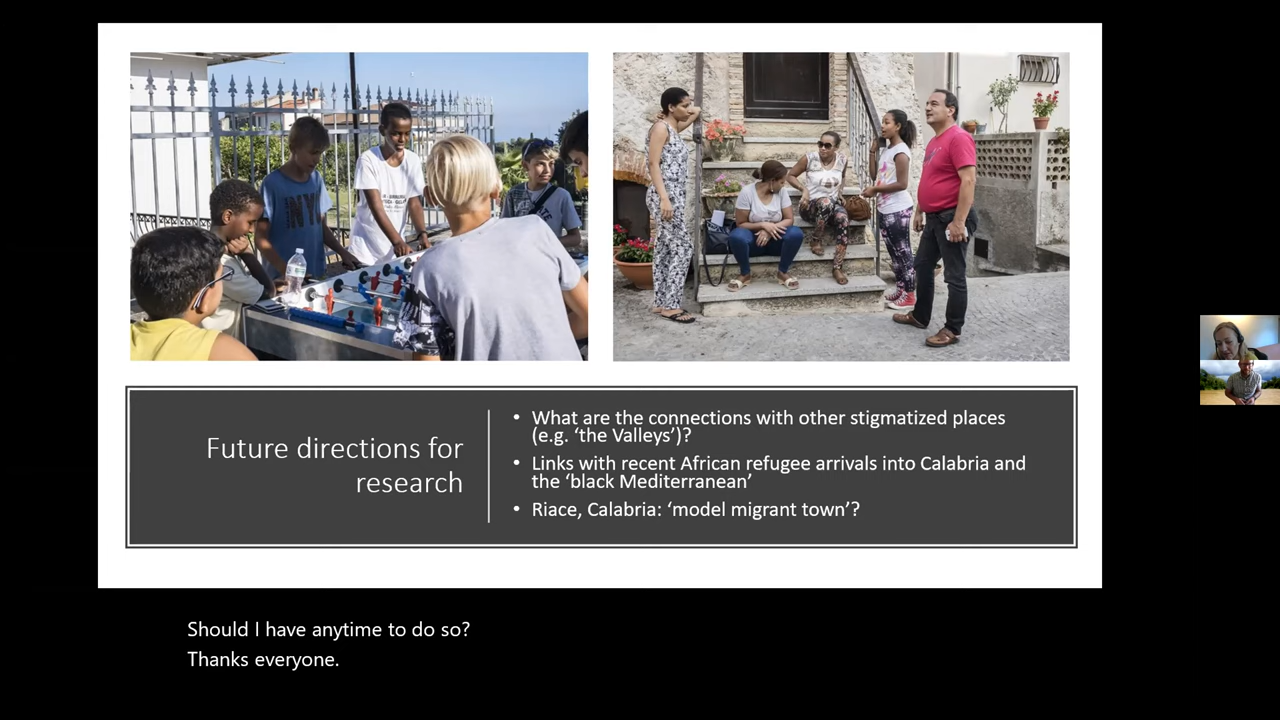 NY
Future directions for
research
• What are the connections with other stigmatized places
(e.g. ‘the Valleys’)?
• Links with recent African refugee arrivals into Calabria and
the ‘black Mediterranean’
• Riace, Calabria: ‘model migrant town’?
Should I have anytime to do so?
Thanks everyone.